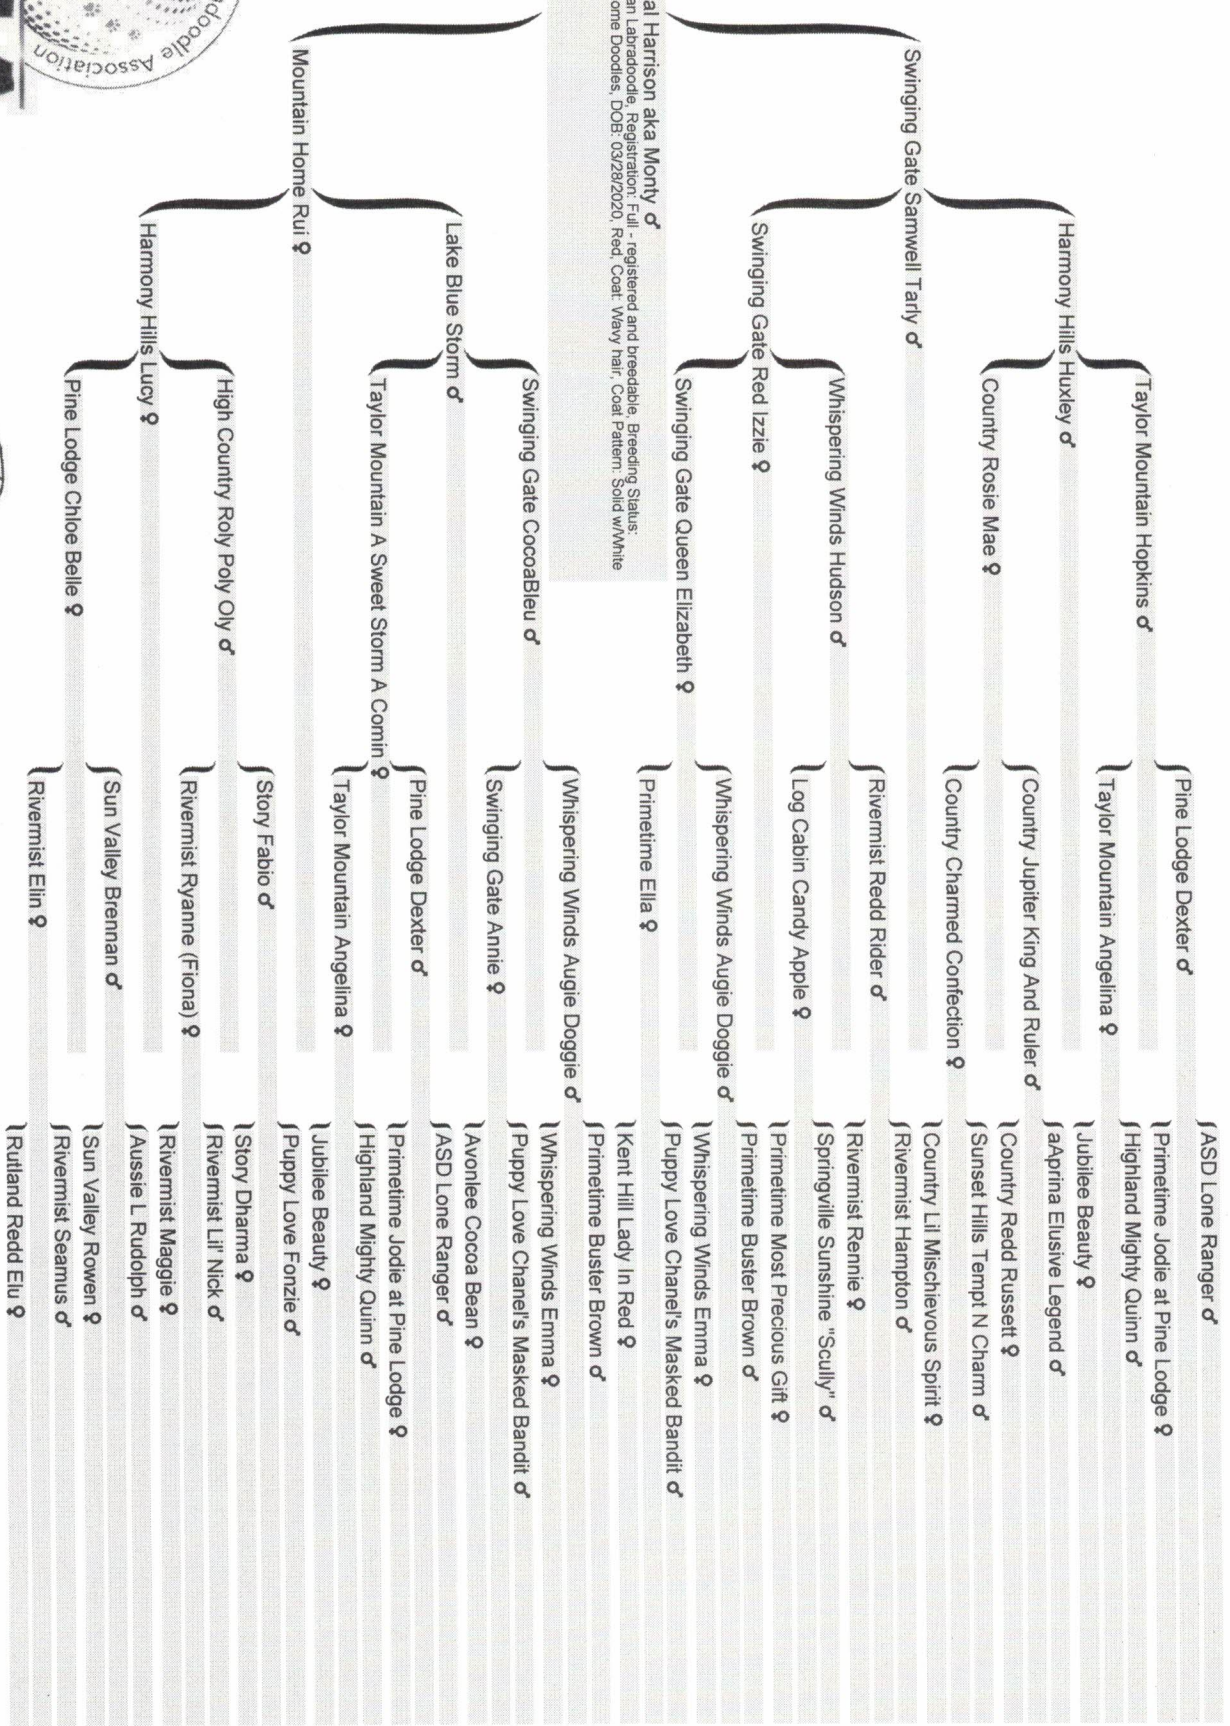 doodle Association
al Harrison aka Monty ♂
an Labradoodle, Registration: Full - registered and breedable, Breeding Status:
ome Doodles, DOB: 03/28/2020, Red, Coat: Wavy hair, Coat Pattern: Solid w/White
Swinging Gate Samwell Tarly ♂
Mountain Home Rui ♀
Harmony Hills Huxley ♂
Swinging Gate Red Izzie ♀
Lake Blue Storm ♂
Harmony Hills Lucy ♀
Taylor Mountain Hopkins ♂
Country Rosie Mae ♀
Whispering Winds Hudson ♂
Swinging Gate Queen Elizabeth ♀
Swinging Gate CocoaBleu ♂
Taylor Mountain A Sweet Storm A Comin ♀
High Country Roly Poly Oly ♂
Pine Lodge Chloe Belle ♀
Pine Lodge Dexter ♂
Taylor Mountain Angelina ♀
Country Jupiter King And Ruler ♂
Country Charmed Confection ♀
Rivermist Redd Rider ♂
Log Cabin Candy Apple ♀
Whispering Winds Augie Doggie ♂
Primetime Ella ♀
Whispering Winds Augie Doggie ♂
Swinging Gate Annie ♀
Pine Lodge Dexter ♂
Taylor Mountain Angelina ♀
Story Fabio ♂
Rivermist Ryanne (Fiona) ♀
Sun Valley Brennan ♂
Rivermist Elin ♀
ASD Lone Ranger ♂
Primetime Jodie at Pine Lodge ♀
Highland Mighty Quinn ♂
Jubilee Beauty ♀
aAprina Elusive Legend ♂
Country Redd Russett ♀
Sunset Hills Tempt N Charm ♂
Country Lil Mischievous Spirit ♀
Rivermist Hampton ♂
Rivermist Rennie ♀
Springville Sunshine "Scully" ♂
Primetime Most Precious Gift ♀
Primetime Buster Brown ♂
Whispering Winds Emma ♀
Puppy Love Chanel's Masked Bandit ♂
Kent Hill Lady In Red ♀
Primetime Buster Brown ♂
Whispering Winds Emma ♀
Puppy Love Chanel's Masked Bandit ♂
Avonlee Cocoa Bean ♀
ASD Lone Ranger ♂
Primetime Jodie at Pine Lodge ♀
Highland Mighty Quinn ♂
Jubilee Beauty ♀
Puppy Love Fonzie ♂
Story Dharma ♀
Rivermist Lil' Nick ♂
Rivermist Maggie ♀
Aussie L Rudolph ♂
Sun Valley Rowen ♀
Rivermist Seamus ♂
Rutland Redd Elu ♀